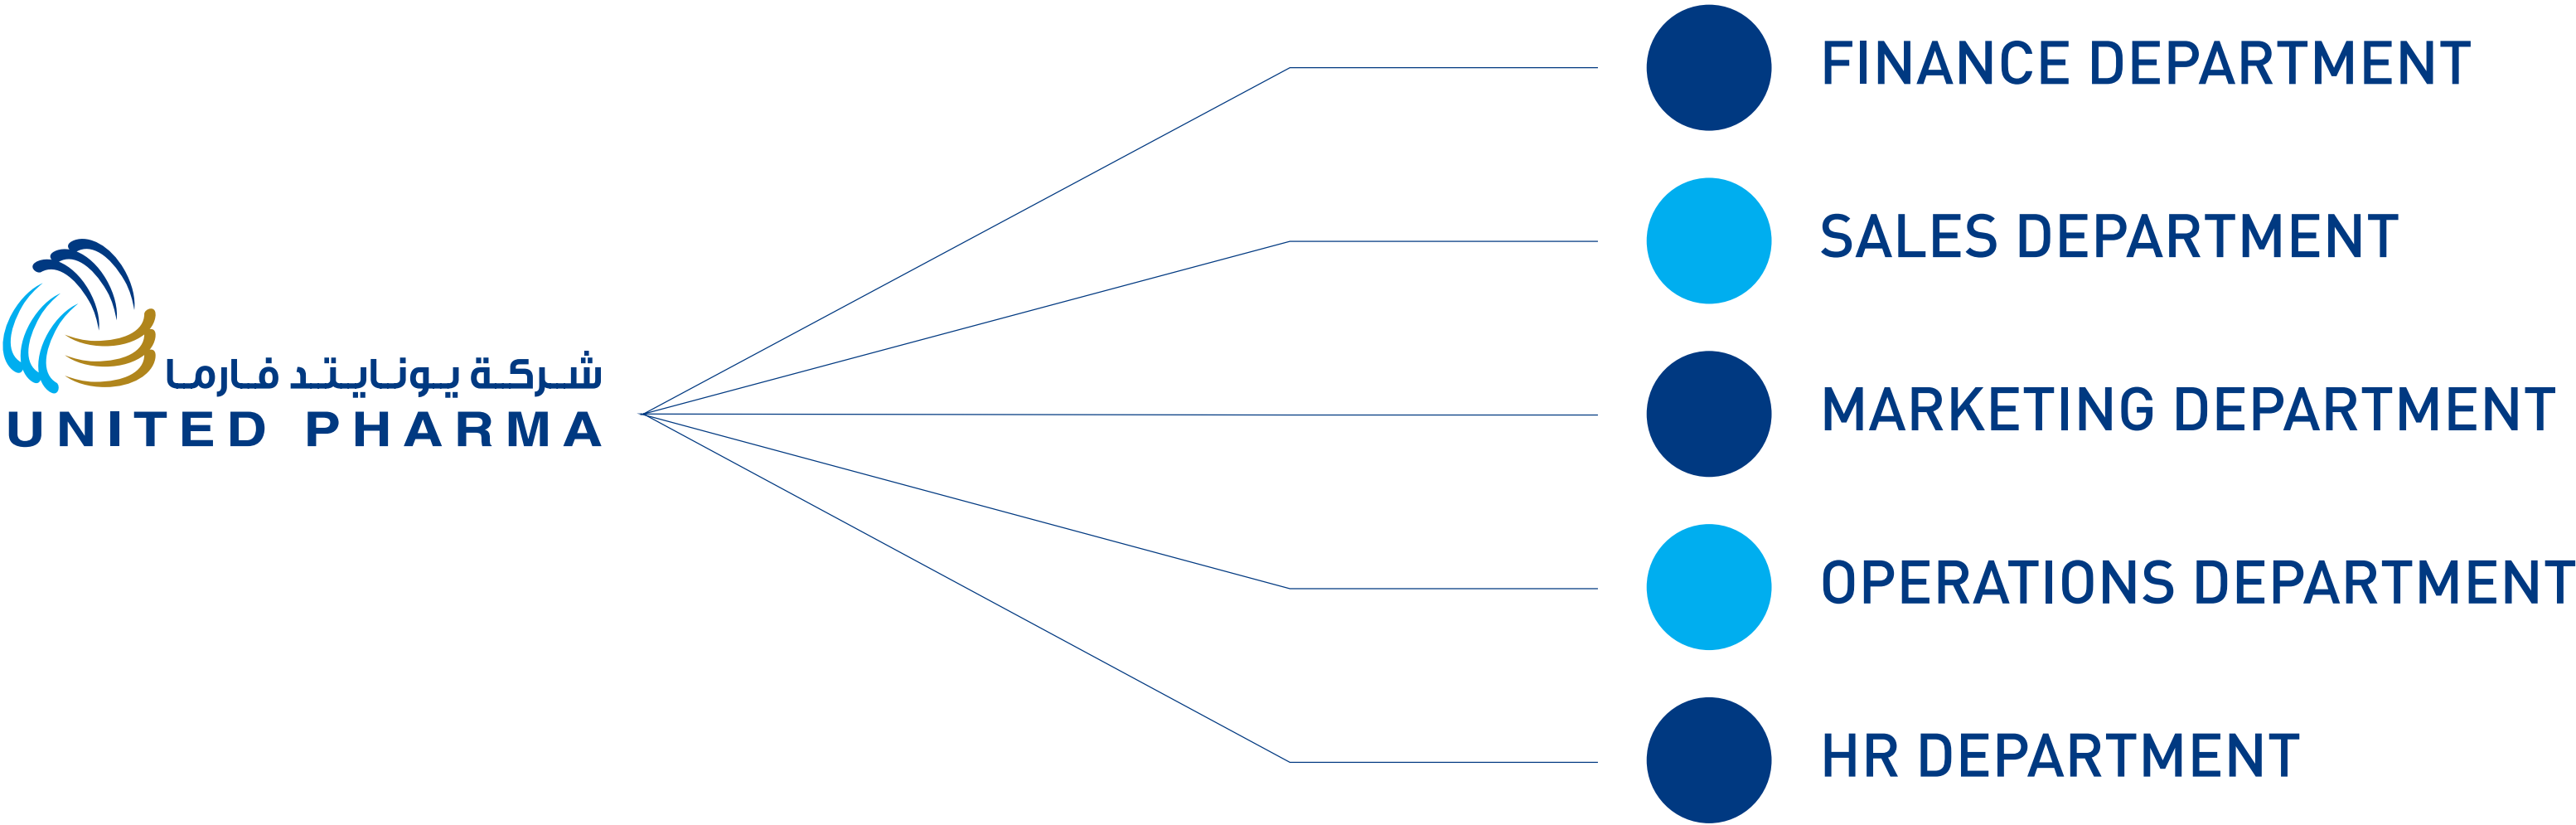 شركة يونايتد فارما
UNITED PHARMA
FINANCE DEPARTMENT
SALES DEPARTMENT
MARKETING DEPARTMENT
OPERATIONS DEPARTMENT
HR DEPARTMENT